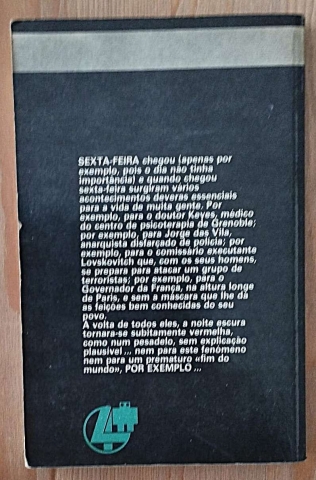 SEXTA-FEIRA chegou (apenas por
exemplo, pois o dia não tinha
importância) e quando chegou
sexta-feira surgiram vários
acontecimentos deveras essenciais
para a vida de muita gente. Por
exemplo, para o doutor Keyes, médico
do centro de psicoterapia de Grenoble;
por exemplo, para Jorge das Vila,
anarquista disfarçado de polícia; por
exemplo, para o comissário executante
Lovskovitch que, com os seus homens,
se prepara para atacar um grupo de
terroristas; por exemplo, para o
Governador da França, na altura longe
de Paris, e sem a máscara que lhe dá
as feições bem conhecidas do seu
povo.
À volta de todos eles, a noite escura
tornara-se subitamente vermelha,
como num pesadelo, sem explicação
plausível... nem para este fenómeno
nem para um prematuro «fim do
mundo», POR EXEMPLO...